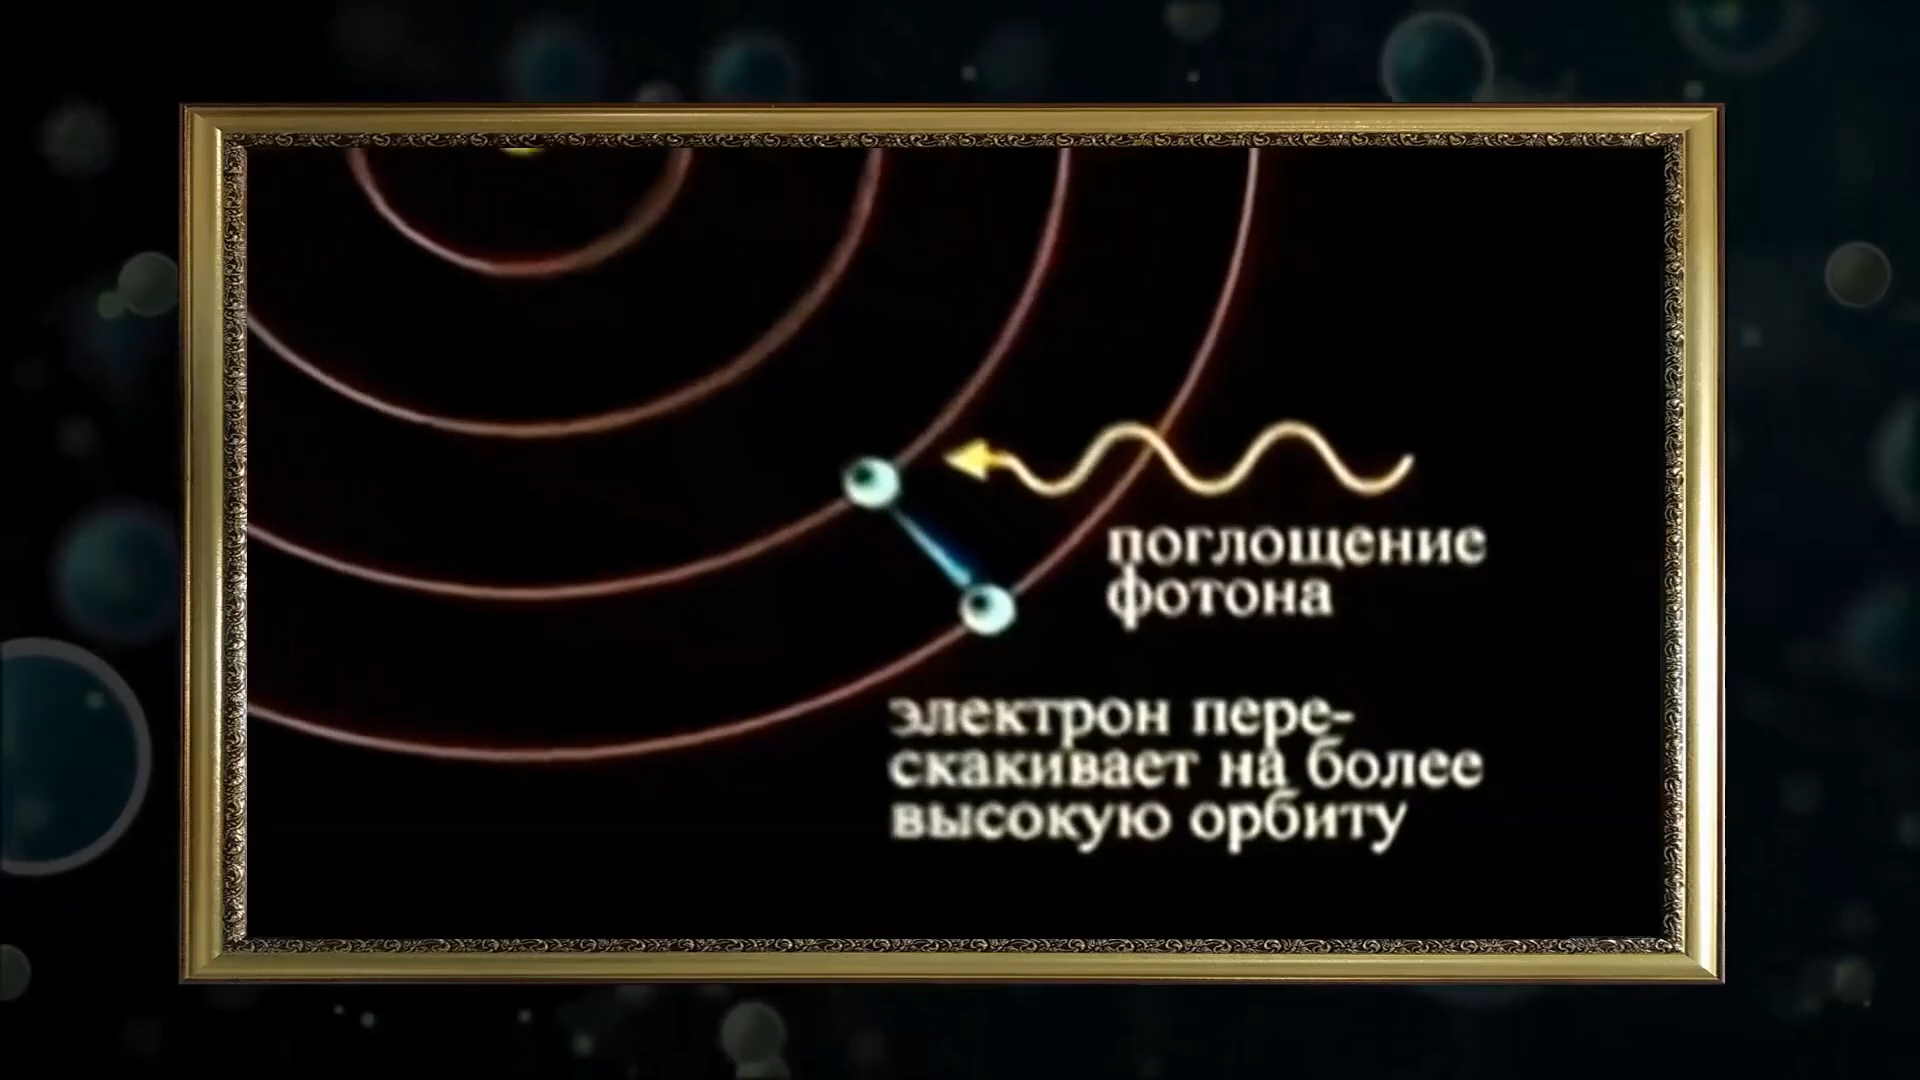 поглощение
фотона
электрон пере-
скакивает на более
высокую орбиту